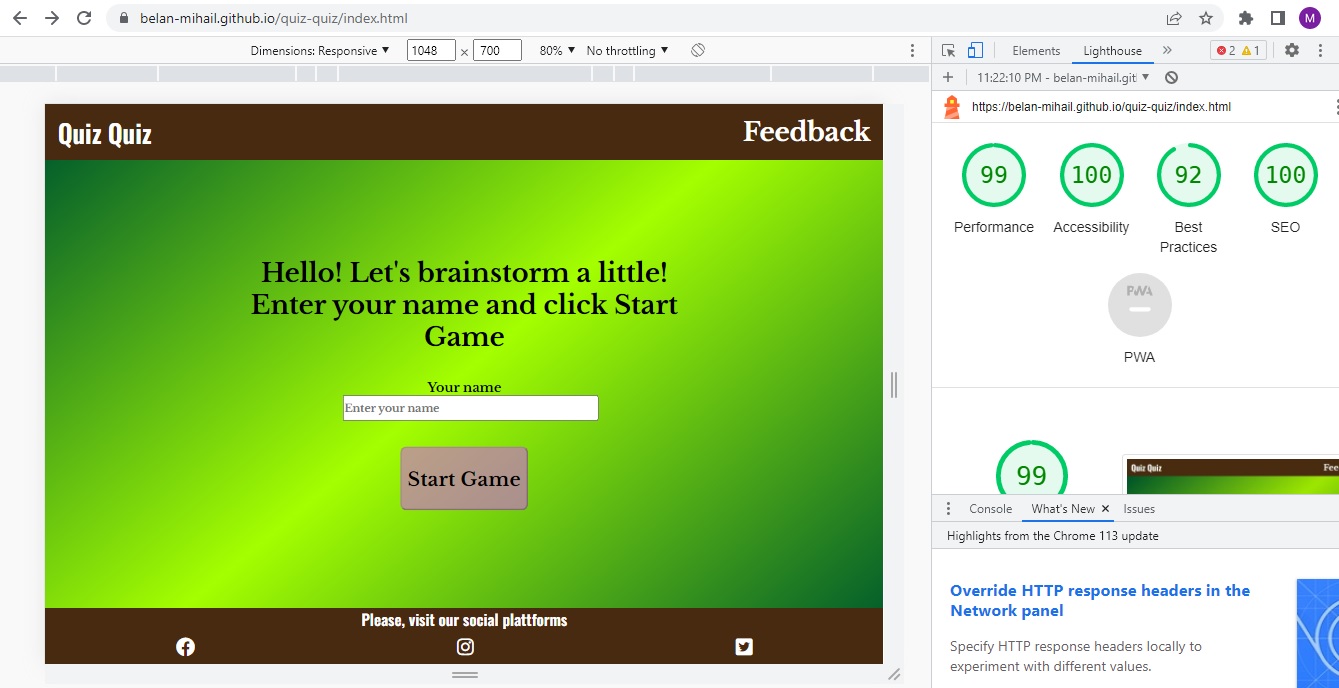 belan-mihail.github.io/quiz-quiz/index.html
M
Dimensions: Responsive ▼ 1048 × 700 80% ▼ No throttling ▼
Elements Lighthouse » 2 1
+ 11:22:10 PM - belan-mihail.git ▼
https://belan-mihail.github.io/quiz-quiz/index.html
Quiz Quiz
Feedback
Hello! Let's brainstorm a little!
Enter your name and click Start
Game
Your name
Enter your name
Start Game
Please, visit our social plattforms
99 100 92 100
Performance Accessibility Best Practices SEO
PWA
PWA
99
Quiz Quiz Fee
Console What's New × Issues
Highlights from the Chrome 113 update
Override HTTP response headers in the
Network panel
Specify HTTP response headers locally to
experiment with different values.